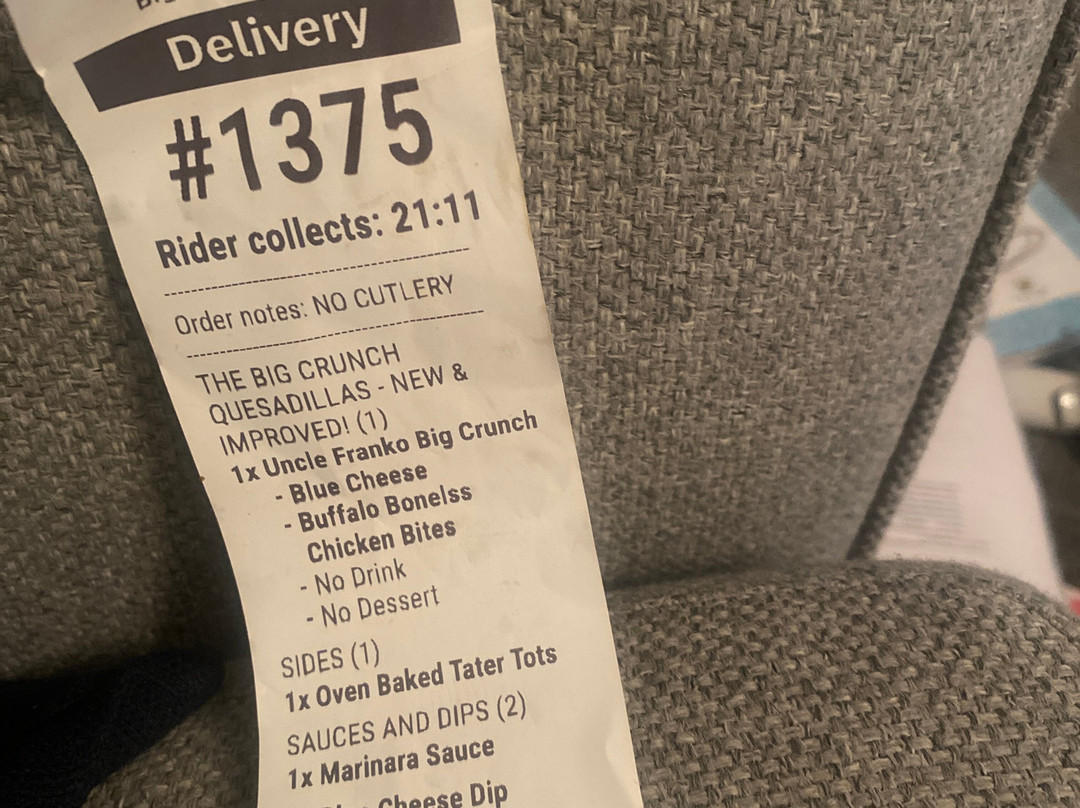 Delivery
#1375
Rider collects: 21:11
Order notes: NO CUTLERY
THE BIG CRUNCH
QUESADILLAS - NEW &
IMPROVED! (1)
1x Uncle Franko Big Crunch
- Blue Cheese
- Buffalo Bonelss
Chicken Bites
- No Drink
- No Dessert
SIDES (1)
1x Oven Baked Tater Tots
SAUCES AND DIPS (2)
1x Marinara Sauce
Cheese Dip